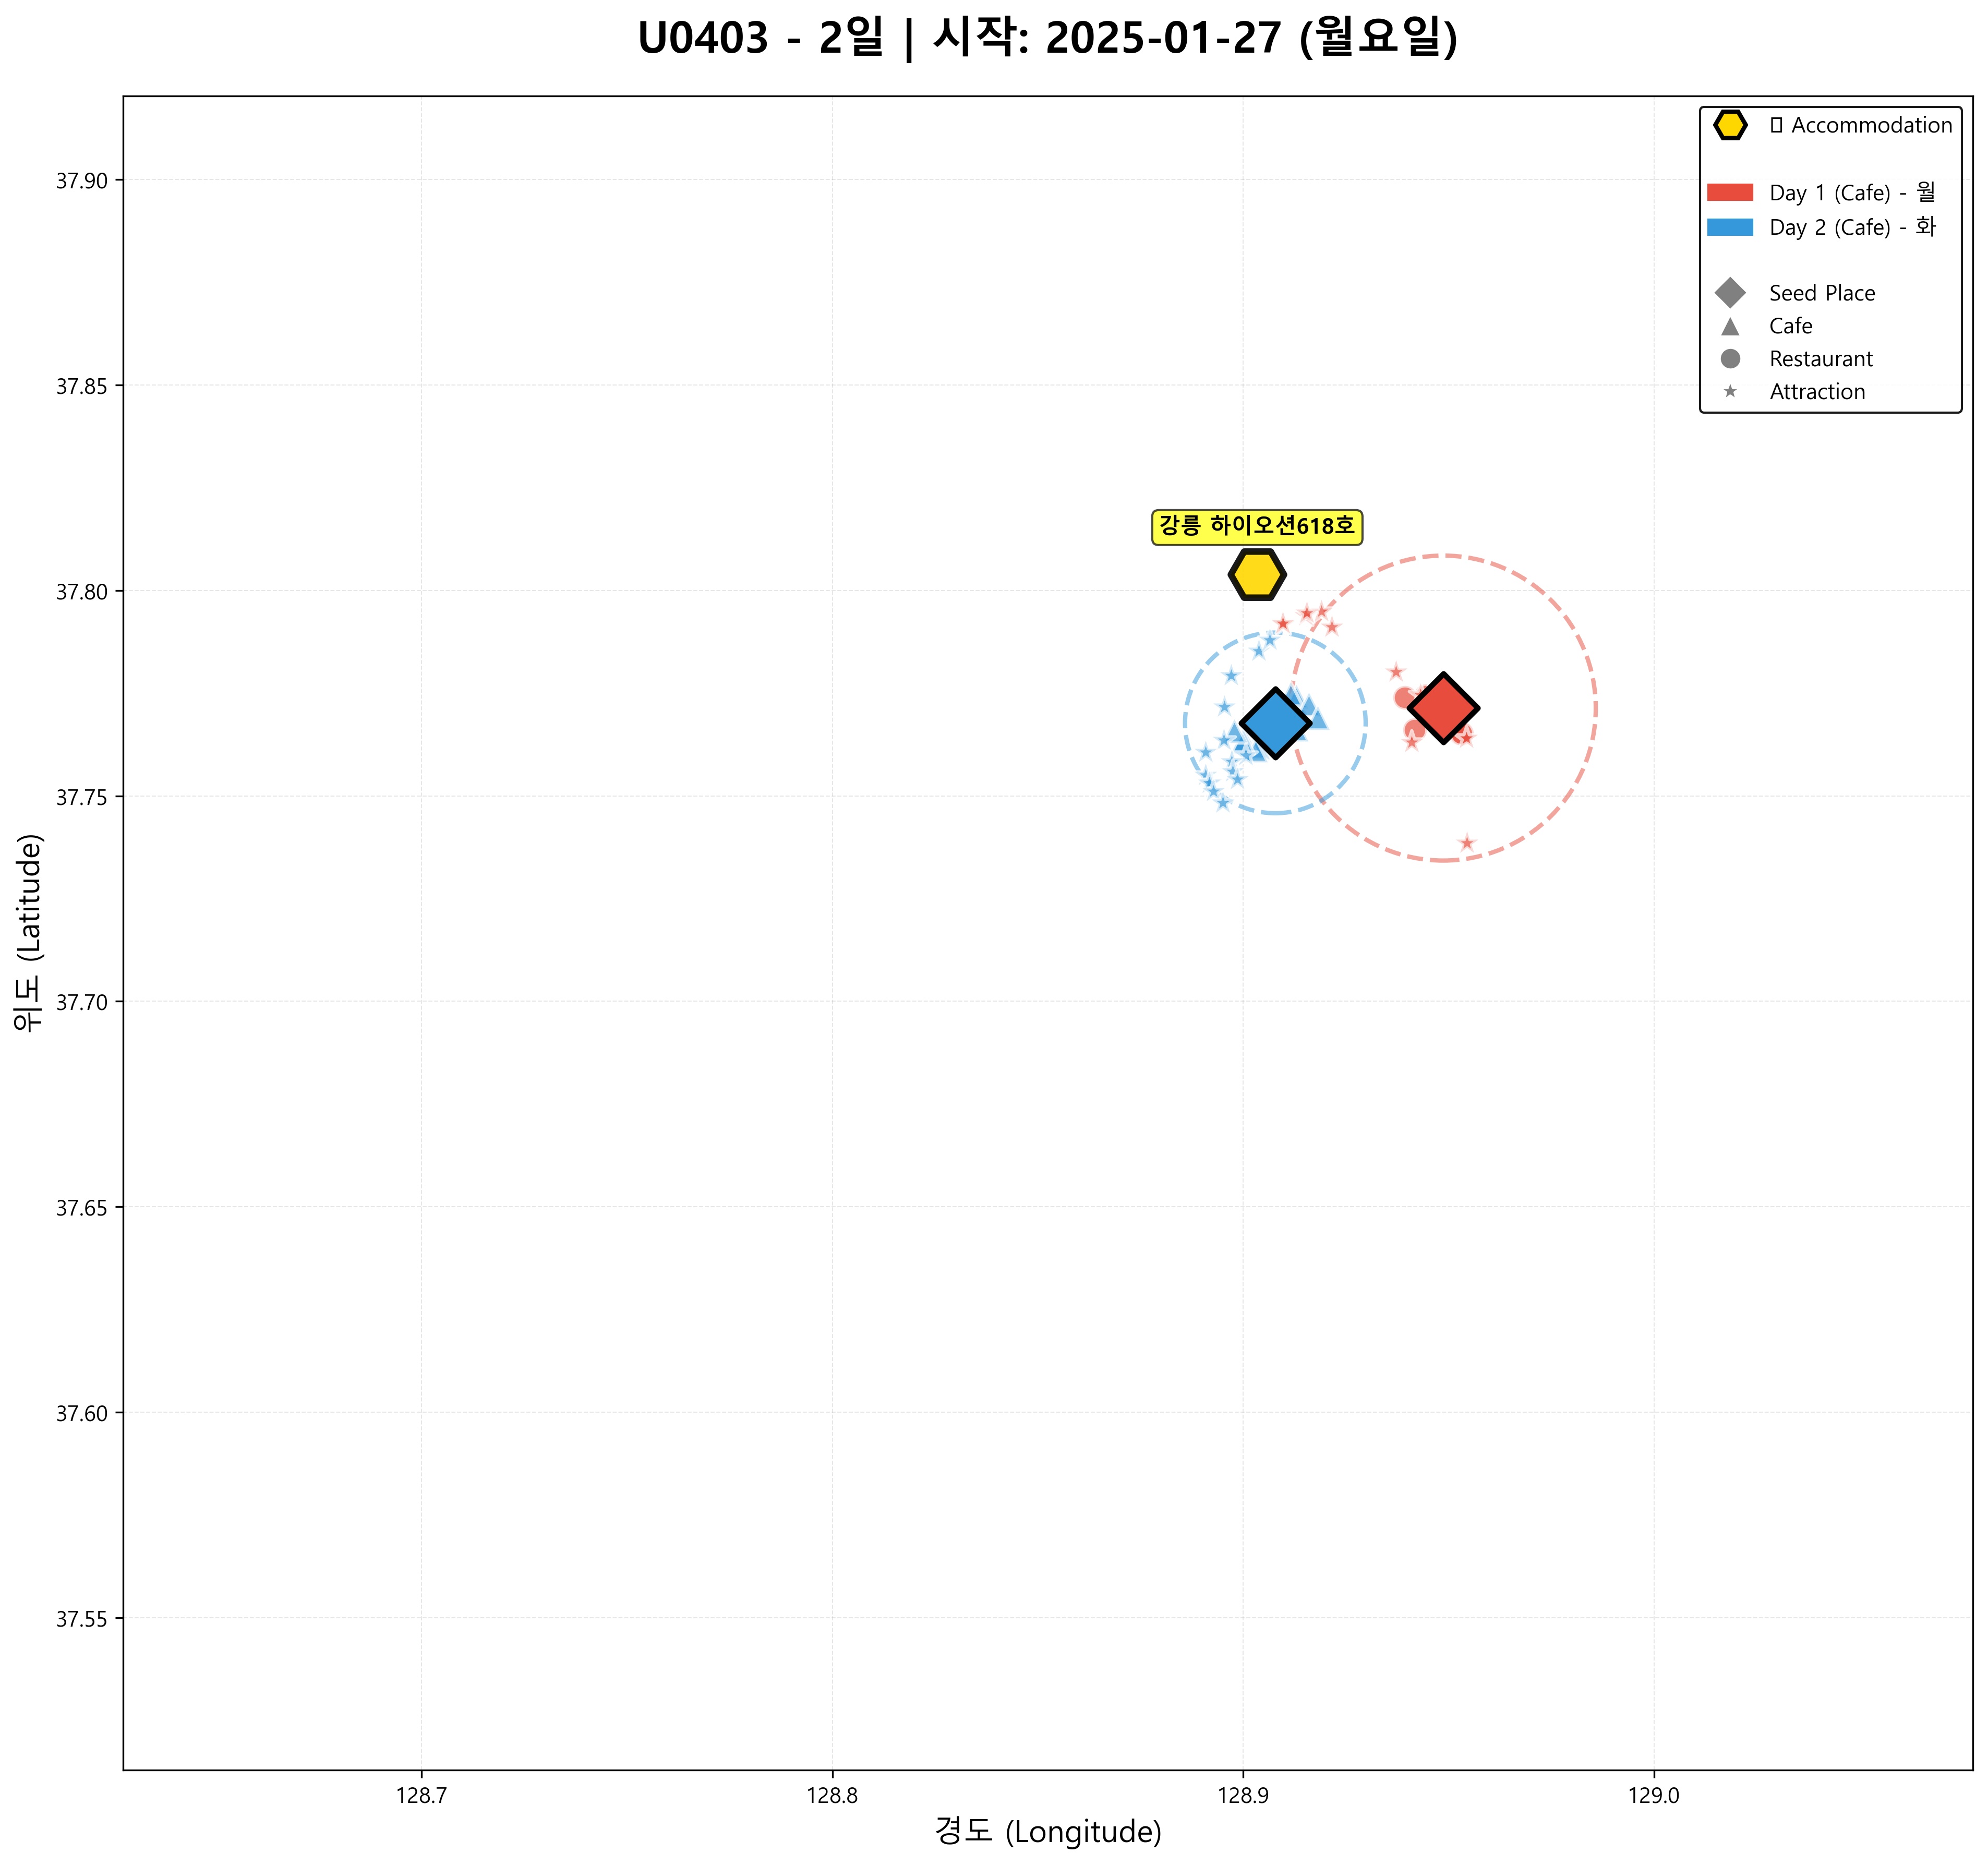 U0403 - 2일 | 시작: 2025-01-27 (월요일)
Accommodation
Day 1 (Cafe) - 월
Day 2 (Cafe) - 화
Seed Place
Cafe
Restaurant
Attraction
강릉 하이오션618호
37.90
37.85
37.80
37.75
37.70
37.65
37.60
37.55
위도 (Latitude)
128.7
128.8
128.9
129.0
경도 (Longitude)